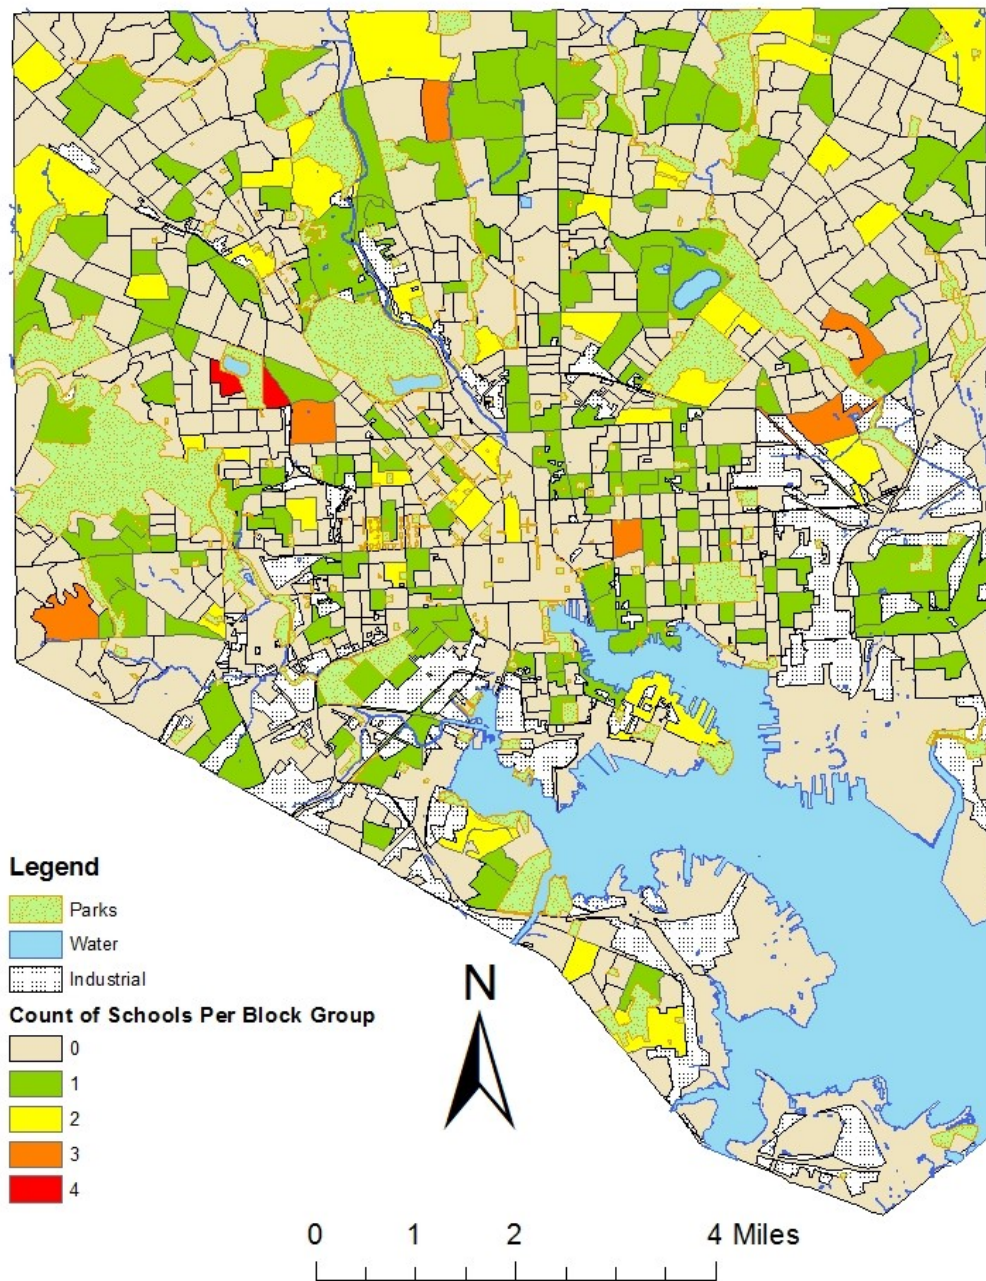 Legend
Parks
Water
Industrial
Count of Schools Per Block Group
0
1
2
3
4
N
0 1 2 4 Miles